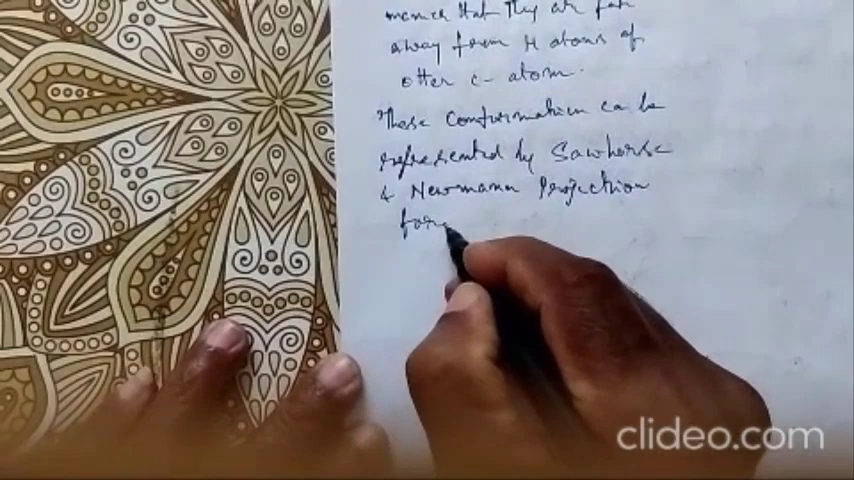 manner that they are far
away form H atoms of
other C- atom.
These Conformation can be
represented by Sawhorse
& Newmann Projection
for
clideo.com